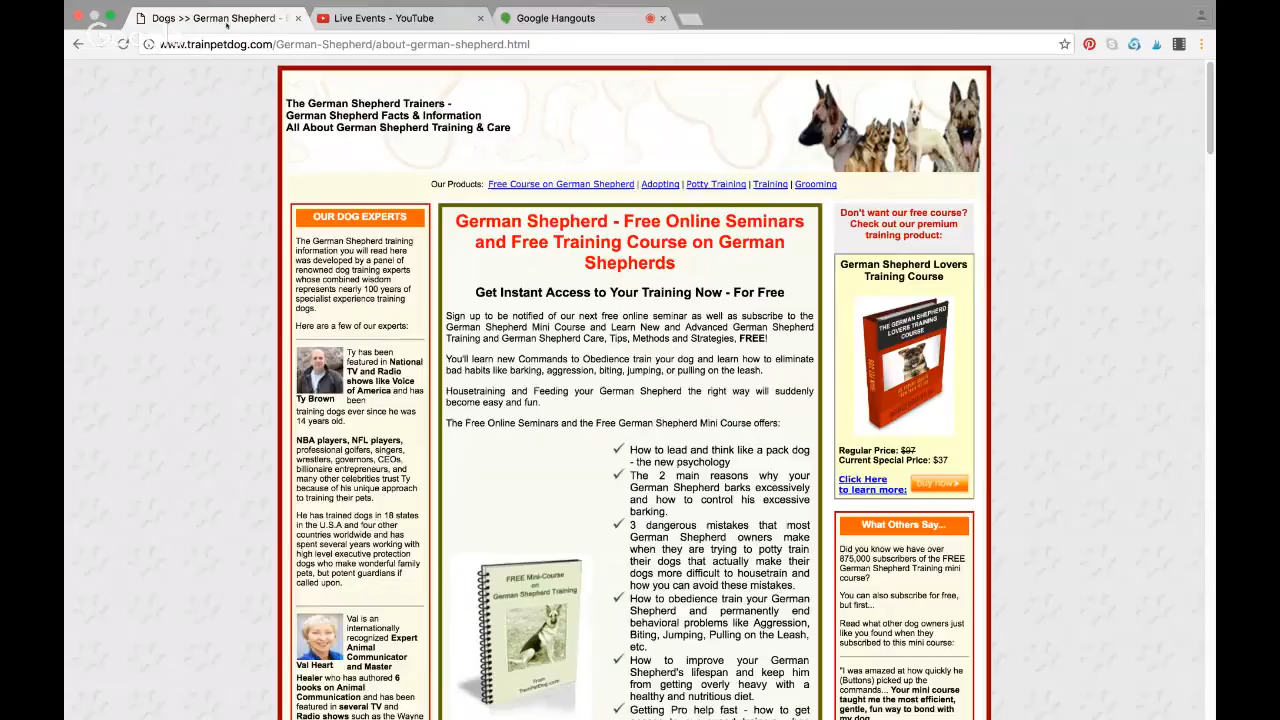 Dogs >> German Shepherd -
Live Events - YouTube
Google Hangouts
www.trainpetdog.com/German-Shepherd/about-german-shepherd.html
The German Shepherd Trainers -
German Shepherd Facts & Information
All About German Shepherd Training & Care
Our Products: Free Course on German Shepherd | Adopting | Potty Training | Training | Grooming
OUR DOG EXPERTS
The German Shepherd training
information you will read here
was developed by a panel of
renowned dog training experts
whose combined wisdom
represents nearly 100 years of
specialist experience training
dogs.
Here are a few of our experts:
Ty has been
featured in National
TV and Radio
shows like Voice
of America and has
been
Ty Brown
training dogs ever since he was
14 years old.
NBA players, NFL players,
professional golfers, singers,
wrestlers, governors, CEOs,
billionaire entrepreneurs, and
many other celebrities trust Ty
because of his unique approach
to training their pets.
He has trained dogs in 18 states
in the U.S.A and four other
countries worldwide and has
spent several years working with
high level executive protection
dogs who make wonderful family
pets, but potent guardians if
called upon.
Val is an
internationally
recognized Expert
Animal
Communicator
and Master
Val Heart
Healer who has authored 6
books on Animal
Communication and has been
featured in several TV and
Radio shows such as the Wayne
German Shepherd - Free Online Seminars
and Free Training Course on German
Shepherds
Get Instant Access to Your Training Now - For Free
Sign up to be notified of our next free online seminar as well as subscribe to the
German Shepherd Mini Course and Learn New and Advanced German Shepherd
Training and German Shepherd Care, Tips, Methods and Strategies, FREE!
You'll learn new Commands to Obedience train your dog and learn how to eliminate
bad habits like barking, aggression, biting, jumping, or pulling on the leash.
Housetraining and Feeding your German Shepherd the right way will suddenly
become easy and fun.
The Free Online Seminars and the Free German Shepherd Mini Course offers:
How to lead and think like a pack dog
- the new psychology
The 2 main reasons why your
German Shepherd barks excessively
and how to control his excessive
barking.
3 dangerous mistakes that most
German Shepherd owners make
when they are trying to potty train
their dogs that actually make their
dogs more difficult to housetrain and
how you can avoid these mistakes.
How to obedience train your German
Shepherd and permanently end
behavioral problems like Aggression,
Biting, Jumping, Pulling on the Leash,
etc.
How to improve your German
Shepherd's lifespan and keep him
from getting overly heavy with a
healthy and nutritious diet.
Getting Pro help fast - how to get
FREE Mini-Course
on
German Shepherd Training
From
TrainPetDog.com
Don't want our free course?
Check out our premium
training product:
German Shepherd Lovers
Training Course
THE GERMAN SHEPHERD
LOVERS TRAINING
COURSE
Regular Price: $97
Current Special Price: $37
Click Here
to learn more:
buy now
What Others Say...
Did you know we have over
875,000 subscribers of the FREE
German Shepherd Training mini
course?
You can also subscribe for free,
but first...
Read what other dog owners just
like you found when they
subscribed to this mini course:
"I was amazed at how quickly he
(Buttons) picked up the
commands... Your mini course
taught me the most efficient,
gentle, fun way to bond with
my dog